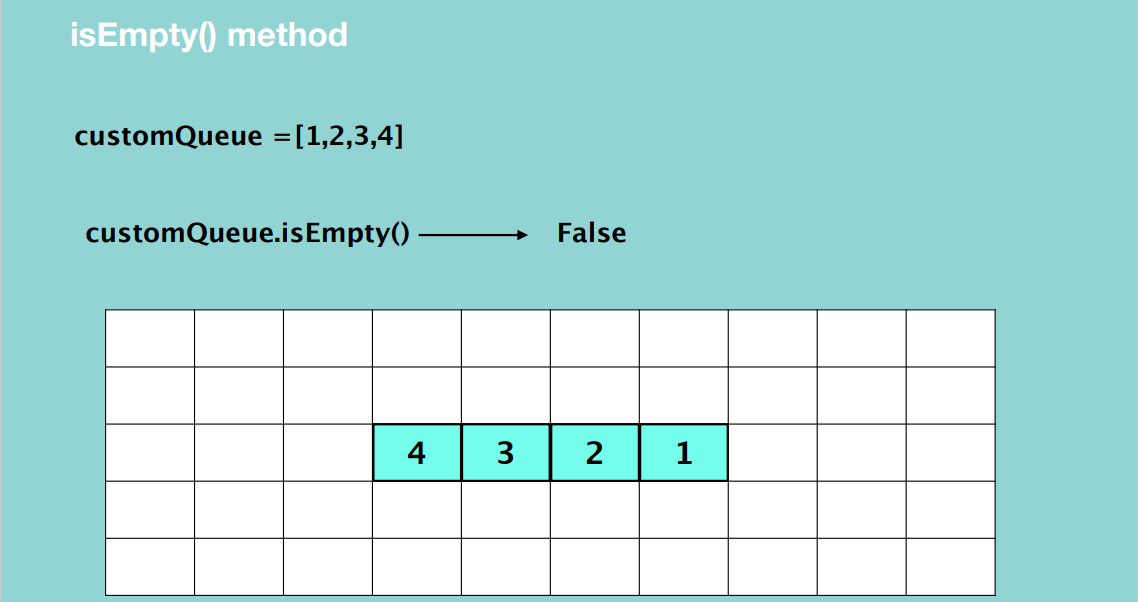 isEmpty() method
customQueue =[1,2,3,4]
customQueue.isEmpty() False
4 3 2 1